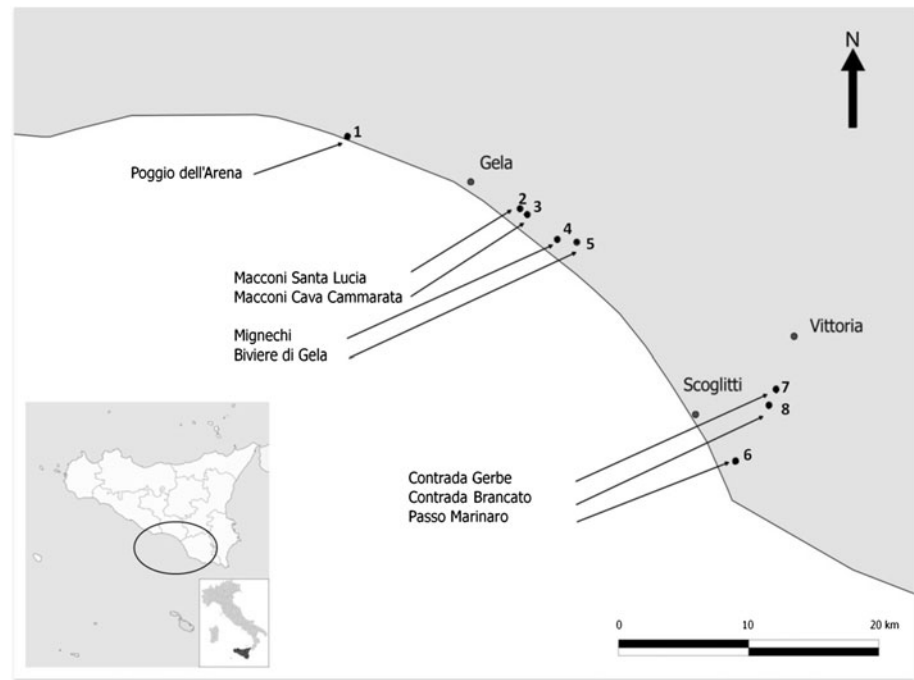 N
1
Poggio dell'Arena
Gela
2
3
4
5
Macconi Santa Lucia
Macconi Cava Cammarata
Mignechi
Biviere di Gela
Vittoria
Scoglitti
7
8
6
Contrada Gerbe
Contrada Brancato
Passo Marinaro
0 10 20 km